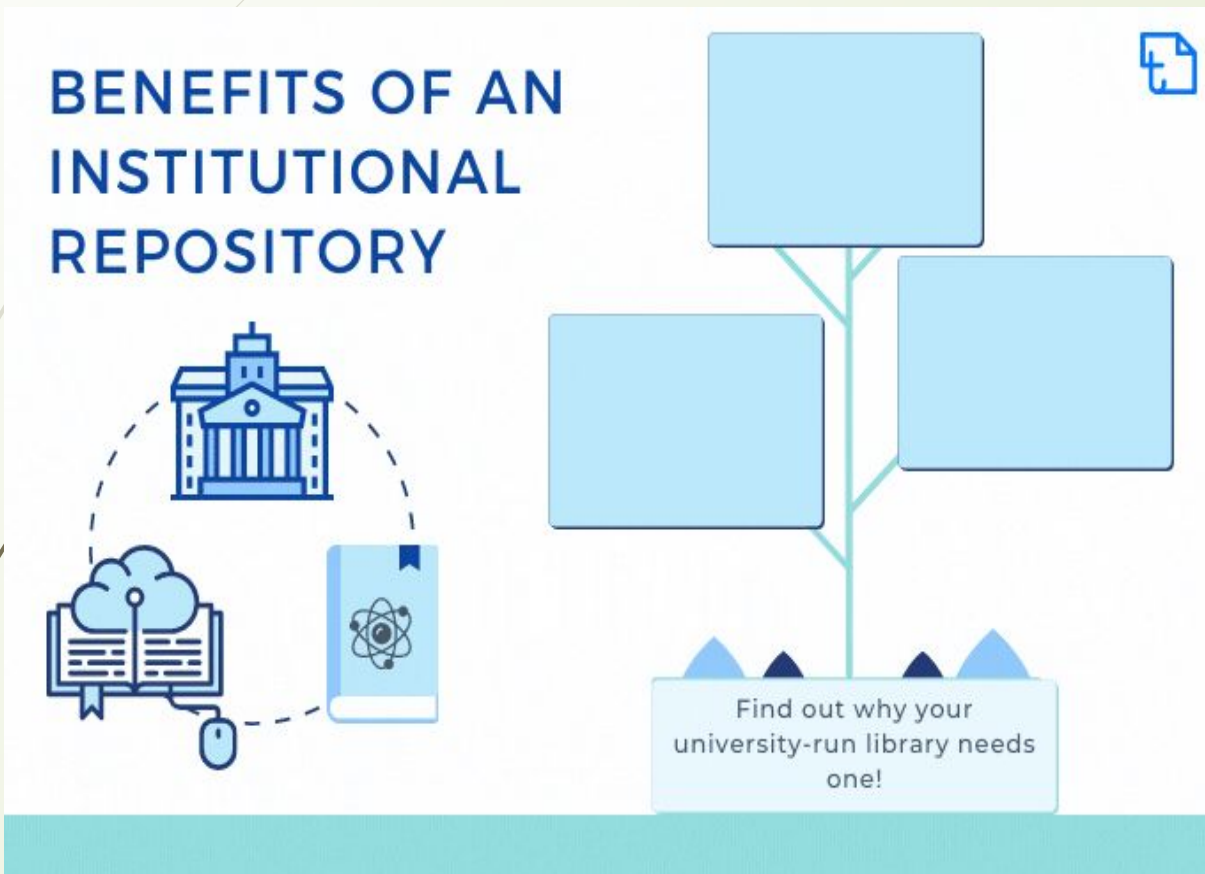 BENEFITS OF AN
INSTITUTIONAL
REPOSITORY
Find out why your
university-run library needs
one!